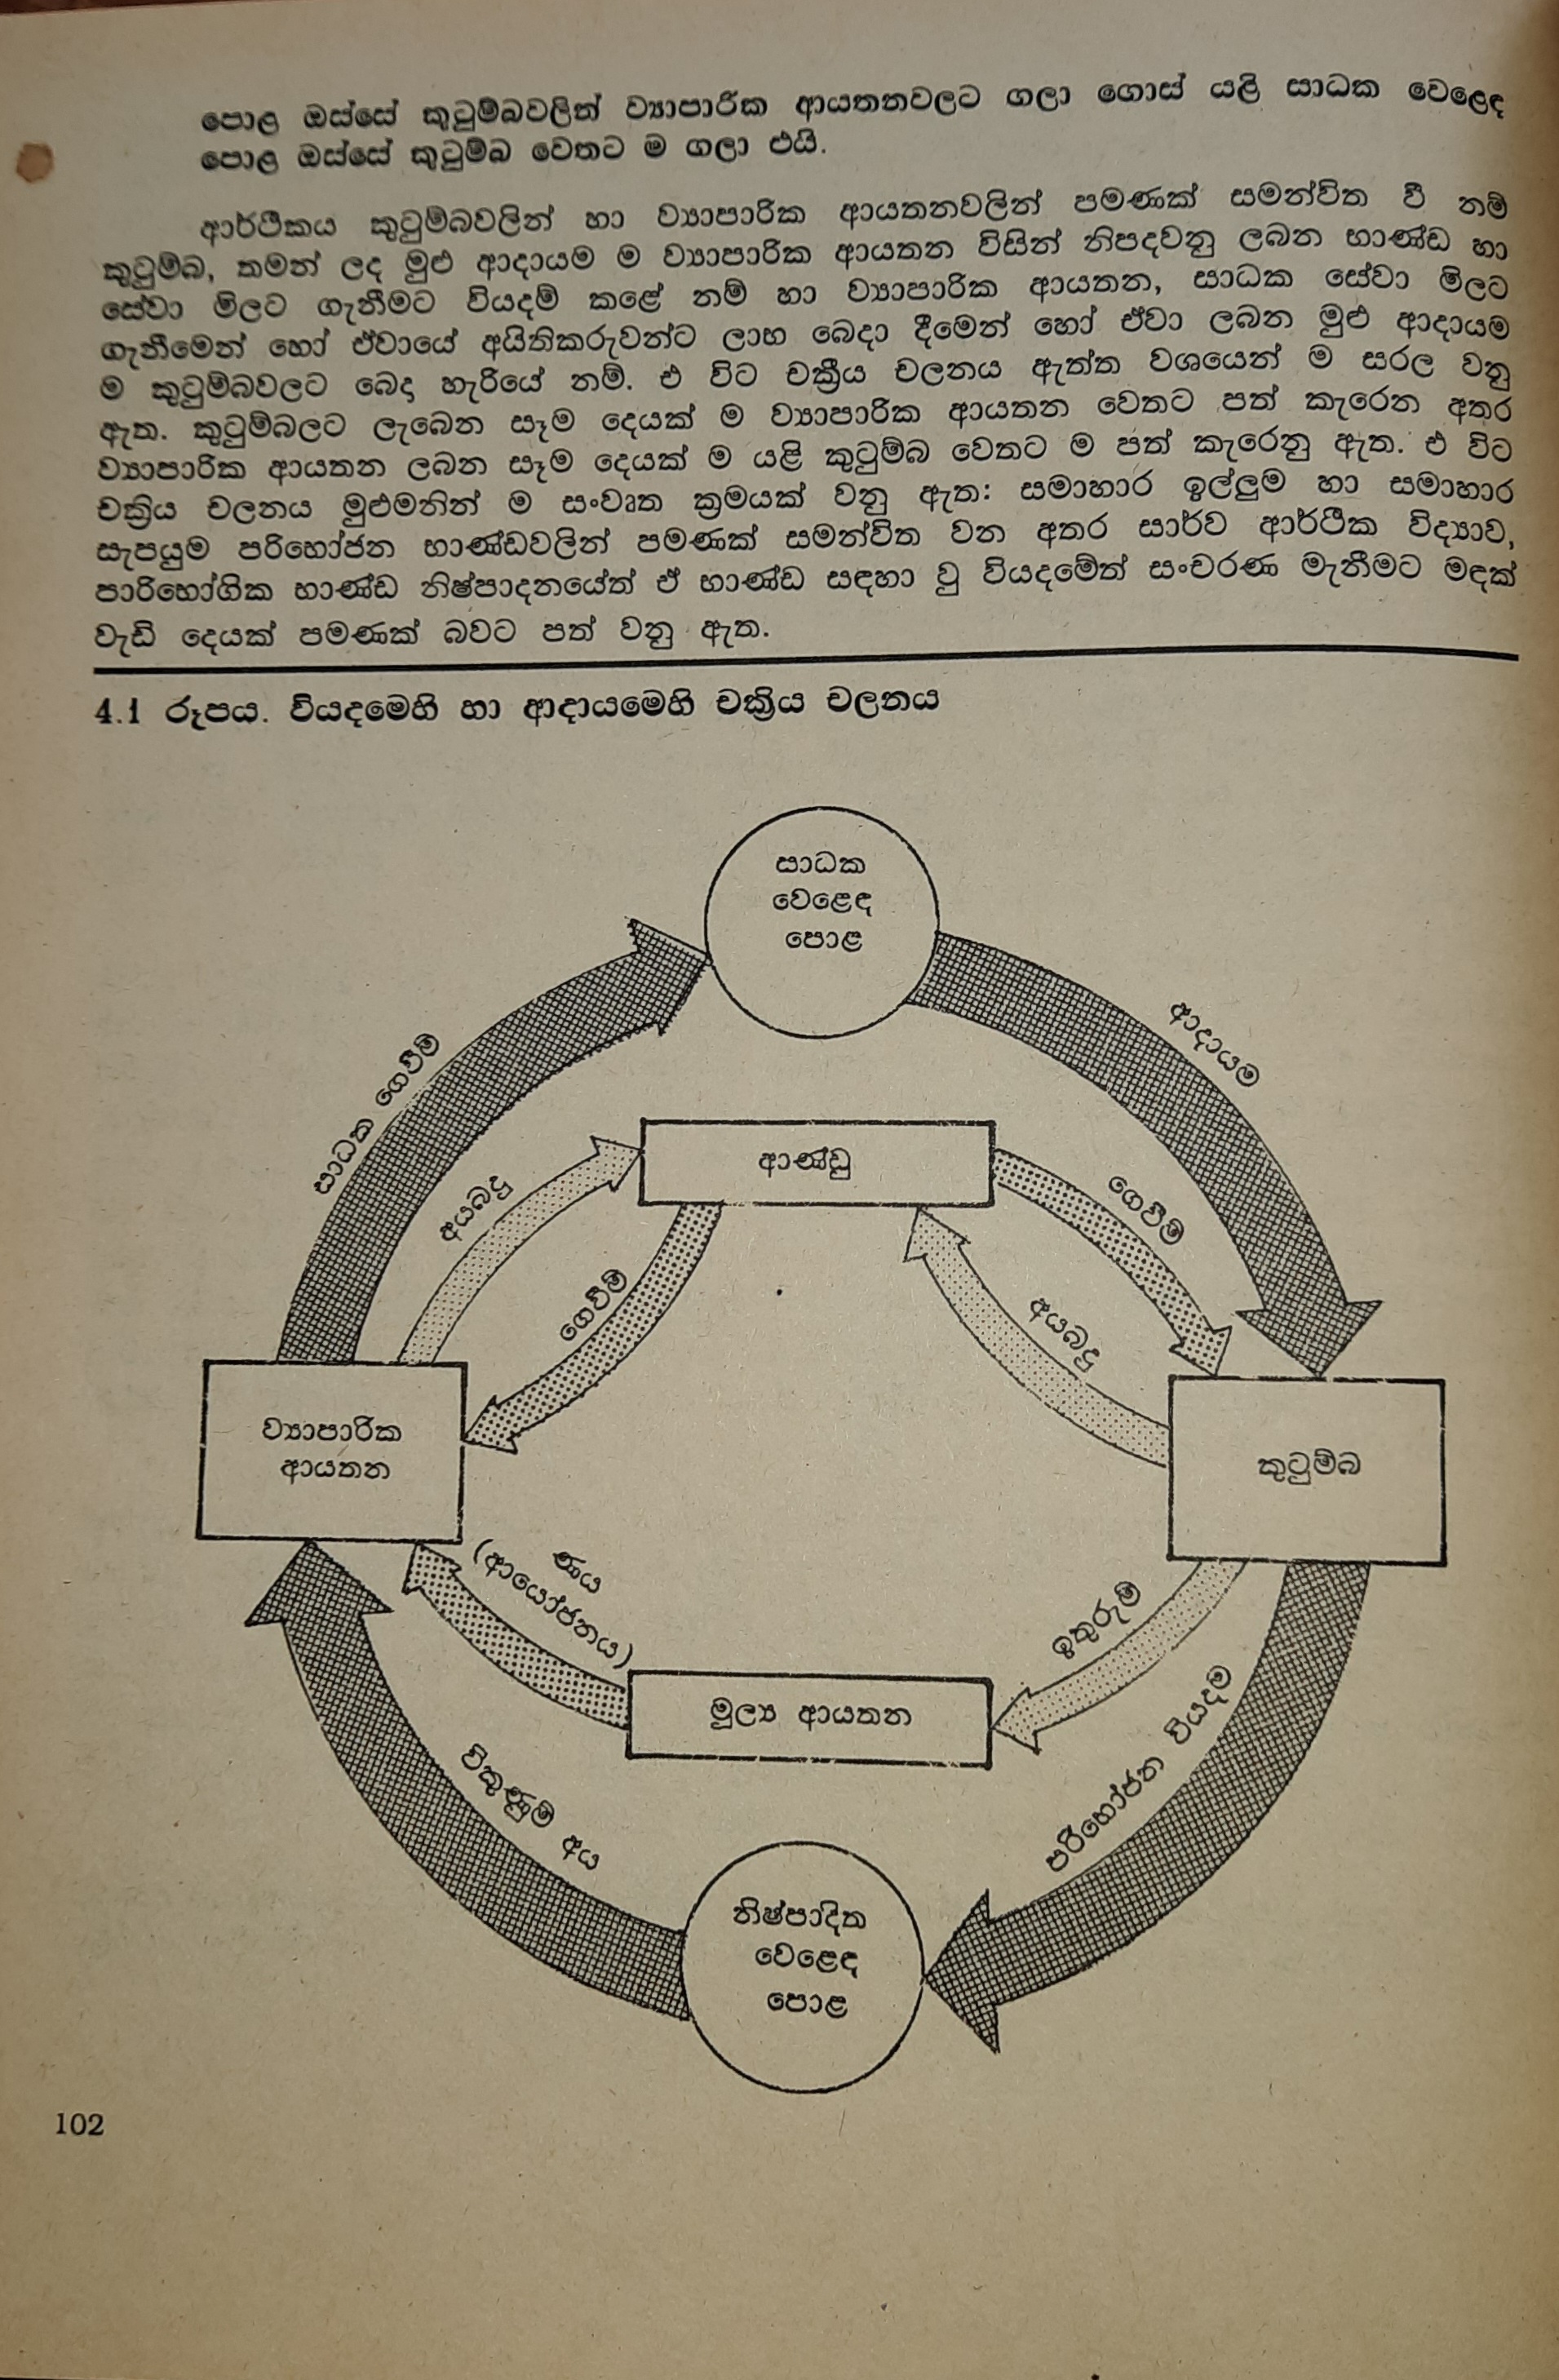 පොළ ඔස්සේ කුටුම්බවලින් ව්‍යාපාරික ආයතනවලට ගලා ගොස් යළි සාධක වෙළෙඳ
පොළ ඔස්සේ කුටුම්බ වෙතට ම ගලා එයි.
ආර්ථිකය කුටුම්බවලින් හා ව්‍යාපාරික ආයතනවලින් පමණක් සමන්විත වී නම්
කුටුම්බ, තමන් ලද මුළු ආදායම ම ව්‍යාපාරික ආයතන විසින් නිපදවනු ලබන භාණ්ඩ හා
සේවා මිලට ගැනීමට වියදම් කළේ නම් හා ව්‍යාපාරික ආයතන, සාධක සේවා මිලට
ගැනීමෙන් හෝ ඒවායේ අයිතිකරුවන්ට ලාභ බෙදා දීමෙන් හෝ ඒවා ලබන මුළු ආදායම
ම කුටුම්බවලට බෙදා හැරියේ නම්. එ විට චක්‍රීය චලනය ඇත්ත වශයෙන් ම සරල වනු
ඇත. කුටුම්බලට ලැබෙන සෑම දෙයක් ම ව්‍යාපාරික ආයතන වෙතට පත් කැරෙන අතර
ව්‍යාපාරික ආයතන ලබන සෑම දෙයක් ම යළි කුටුම්බ වෙතට ම පත් කැරෙනු ඇත. එ විට
චක්‍රිය චලනය මුළුමනින් ම සංවෘත ක්‍රමයක් වනු ඇත: සමාහාර ඉල්ලුම හා සමාහාර
සැපයුම පරිභෝජන භාණ්ඩවලින් පමණක් සමන්විත වන අතර සාර්ව ආර්ථික විද්‍යාව,
පාරිභෝගික භාණ්ඩ නිෂ්පාදනයේත් ඒ භාණ්ඩ සඳහා වූ වියදමේත් සංචරණ මැනීමට මඳක්
වැඩි දෙයක් පමණක් බවට පත් වනු ඇත.
4.1 රූපය. වියදමෙහි හා ආදායමෙහි චක්‍රිය චලනය
සාධක
වෙළෙඳ
පොළ
සාධක ගෙවීම්
ආදායම
ආණ්ඩු
අයබදු
ගෙවීම්
ගෙවීම්
අයබදු
ව්‍යාපාරික
ආයතන
කුටුම්බ
ණය
(ආයෝජනය)
ඉතුරුම්
මූල්‍ය ආයතන
විකුණුම් අය
පරිභෝජන වියදම
නිෂ්පාදිත
වෙළෙඳ
පොළ
102